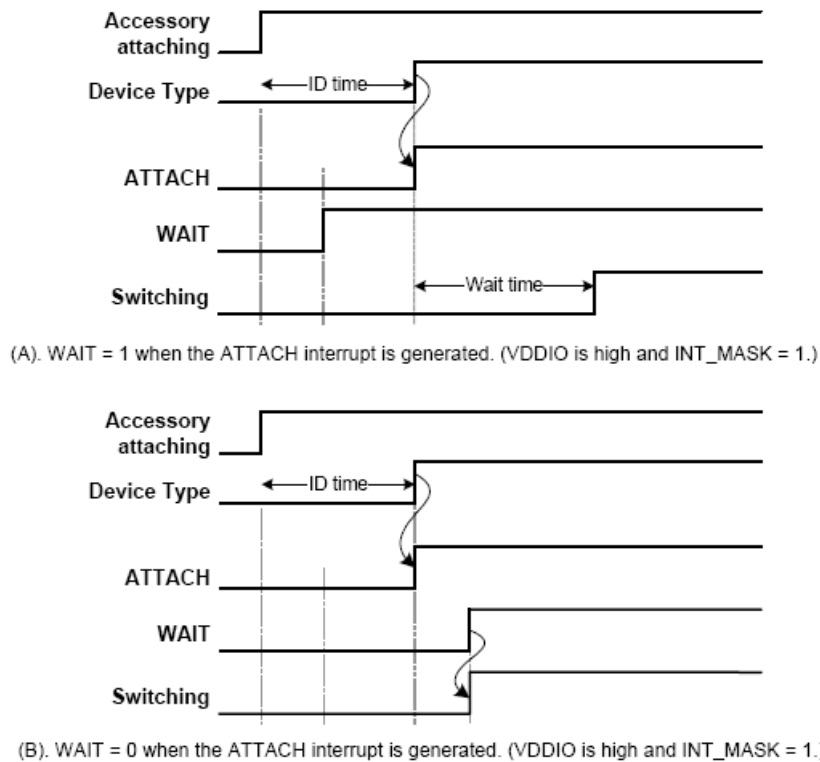 Accessory
attaching
Device Type
ID time
ATTACH
WAIT
Switching
Wait time
(A). WAIT = 1 when the ATTACH interrupt is generated. (VDDIO is high and INT_MASK = 1.)
Accessory
attaching
Device Type
ID time
ATTACH
WAIT
Switching
(B). WAIT = 0 when the ATTACH interrupt is generated. (VDDIO is high and INT_MASK = 1.)